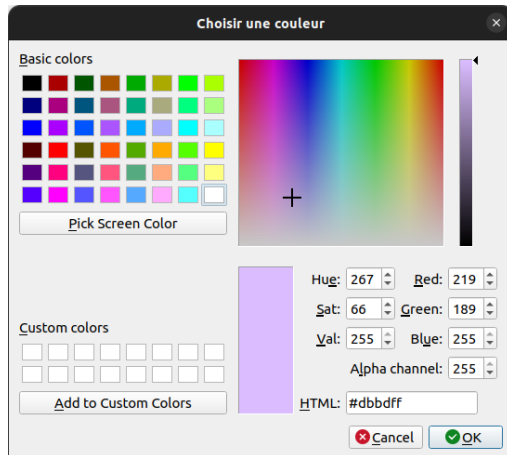 Choisir une couleur
Basic colors
Pick Screen Color
Hue: 267 Red: 219
Sat: 66 Green: 189
Val: 255 Blue: 255
Custom colors
Alpha channel: 255
Add to Custom Colors
HTML: #dbbdff
Cancel OK